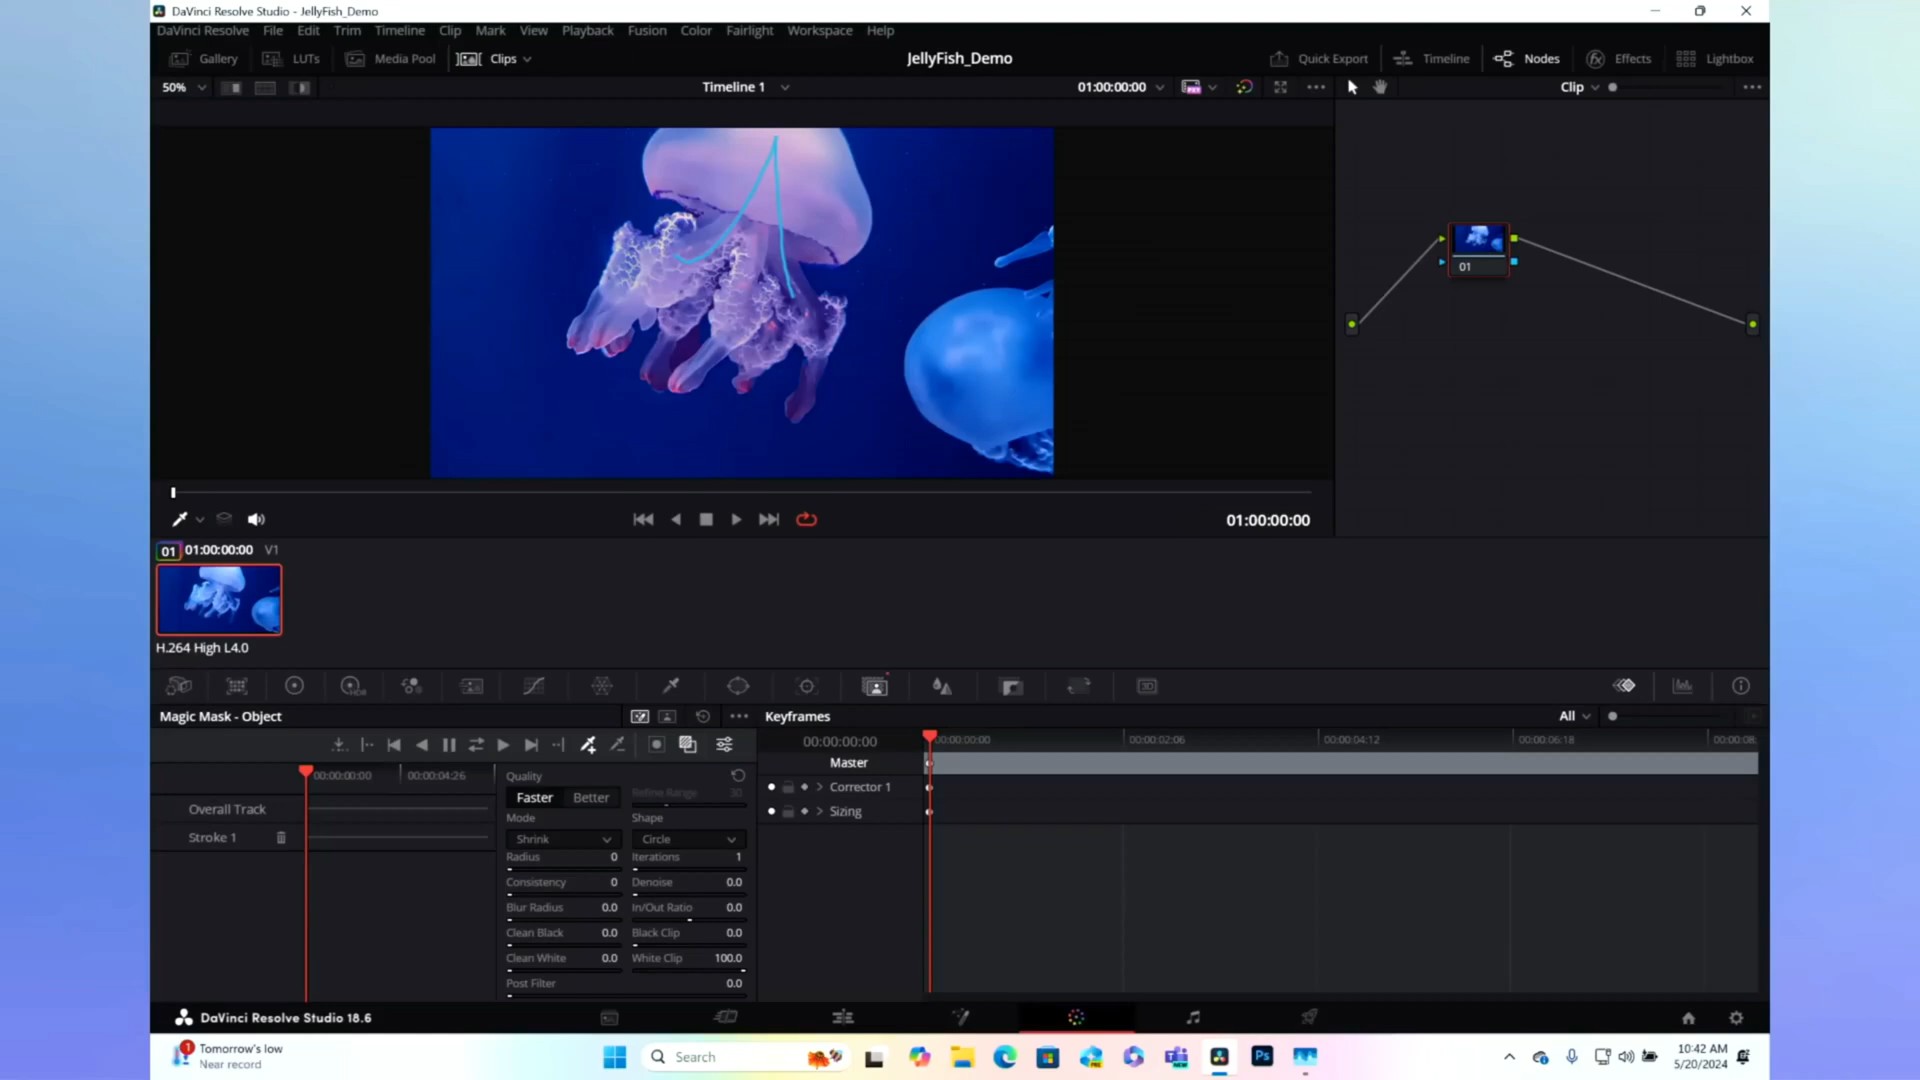 DaVinci Resolve Studio - JellyFish_Demo
DaVinci Resolve File Edit Trim Timeline Clip Mark View Playback Fusion Color Fairlight Workspace Help
Gallery LUTs Media Pool Clips JellyFish_Demo Quick Export Timeline Nodes Effects Lightbox
50% Timeline 1 01:00:00:00 Clip
01
01:00:00:00
01 01:00:00:00 V1
H.264 High L4.0
HDR 3D
Magic Mask - Object Keyframes All
00:00:00:00 00:00:00:00 00:00:02:06 00:00:04:12 00:00:06:18 00:00:08:
00:00:00:00 00:00:04:26 Quality
Master
Corrector 1
Sizing
Overall Track
Stroke 1
Faster Better Refine Range 30
Mode Shape
Shrink Circle
Radius 0 Iterations 1
Consistency 0 Denoise 0.0
Blur Radius 0.0 In/Out Ratio 0.0
Clean Black 0.0 Black Clip 0.0
Clean White 0.0 White Clip 100.0
Post Filter 0.0
DaVinci Resolve Studio 18.6
1 Tomorrow's low
Near record
Search
PRE
NEW
Ps
10:42 AM
5/20/2024